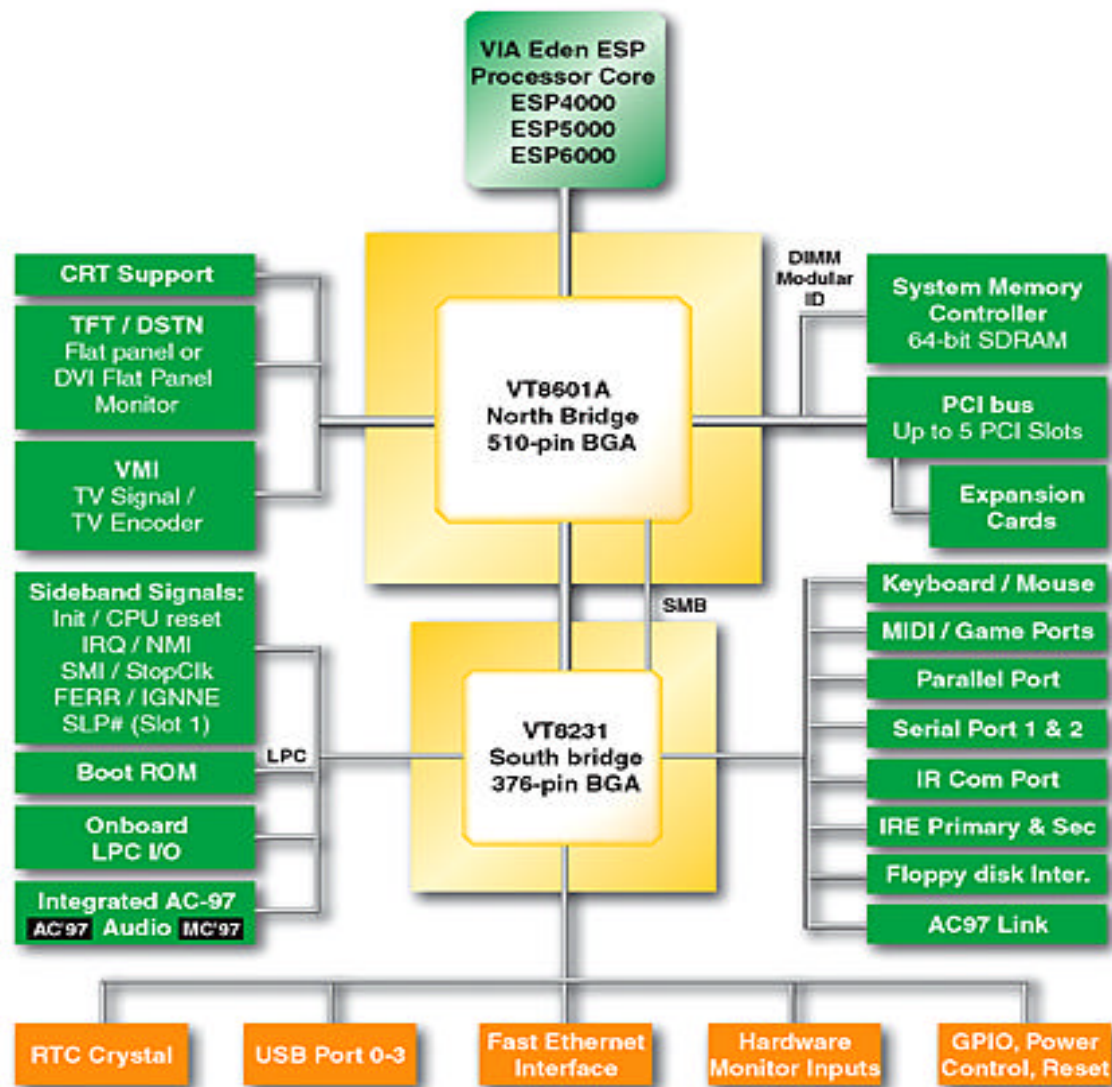 VIA Eden ESP
Processor Core
ESP4000
ESP5000
ESP6000
CRT Support
TFT / DSTN
Flat panel or
DVI Flat Panel
Monitor
VMI
TV Signal /
TV Encoder
DIMM
Modular
ID
System Memory
Controller
64-bit SDRAM
PCI bus
Up to 5 PCI Slots
Expansion
Cards
VT8601A
North Bridge
510-pin BGA
SMB
Sideband Signals:
Init / CPU reset
IRQ / NMI
SMI / StopClk
FERR / IGNNE
SLP# (Slot 1)
LPC
Boot ROM
Onboard
LPC I/O
Integrated AC-97
AC'97 Audio MC'97
VT8231
South bridge
376-pin BGA
Keyboard / Mouse
MIDI / Game Ports
Parallel Port
Serial Port 1 & 2
IR Com Port
IRE Primary & Sec
Floppy disk Inter.
AC97 Link
RTC Crystal
USB Port 0-3
Fast Ethernet
Interface
Hardware
Monitor Inputs
GPIO, Power
Control, Reset